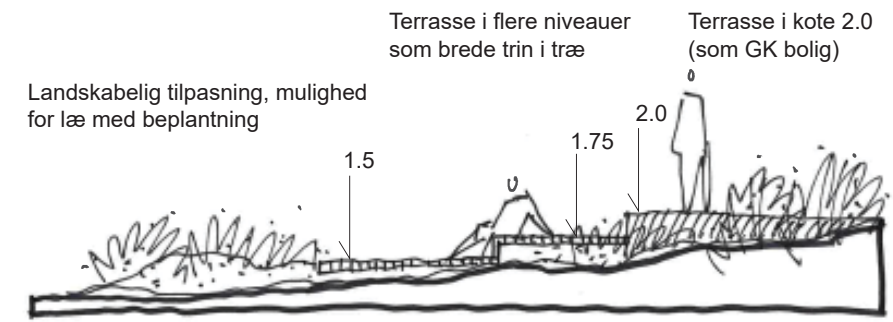 Terrasse i flere niveauer
som brede trin i træ
Terrasse i kote 2.0
(som GK bolig)
Landskabelig tilpasning, mulighed
for læ med beplantning
1.5
1.75
2.0